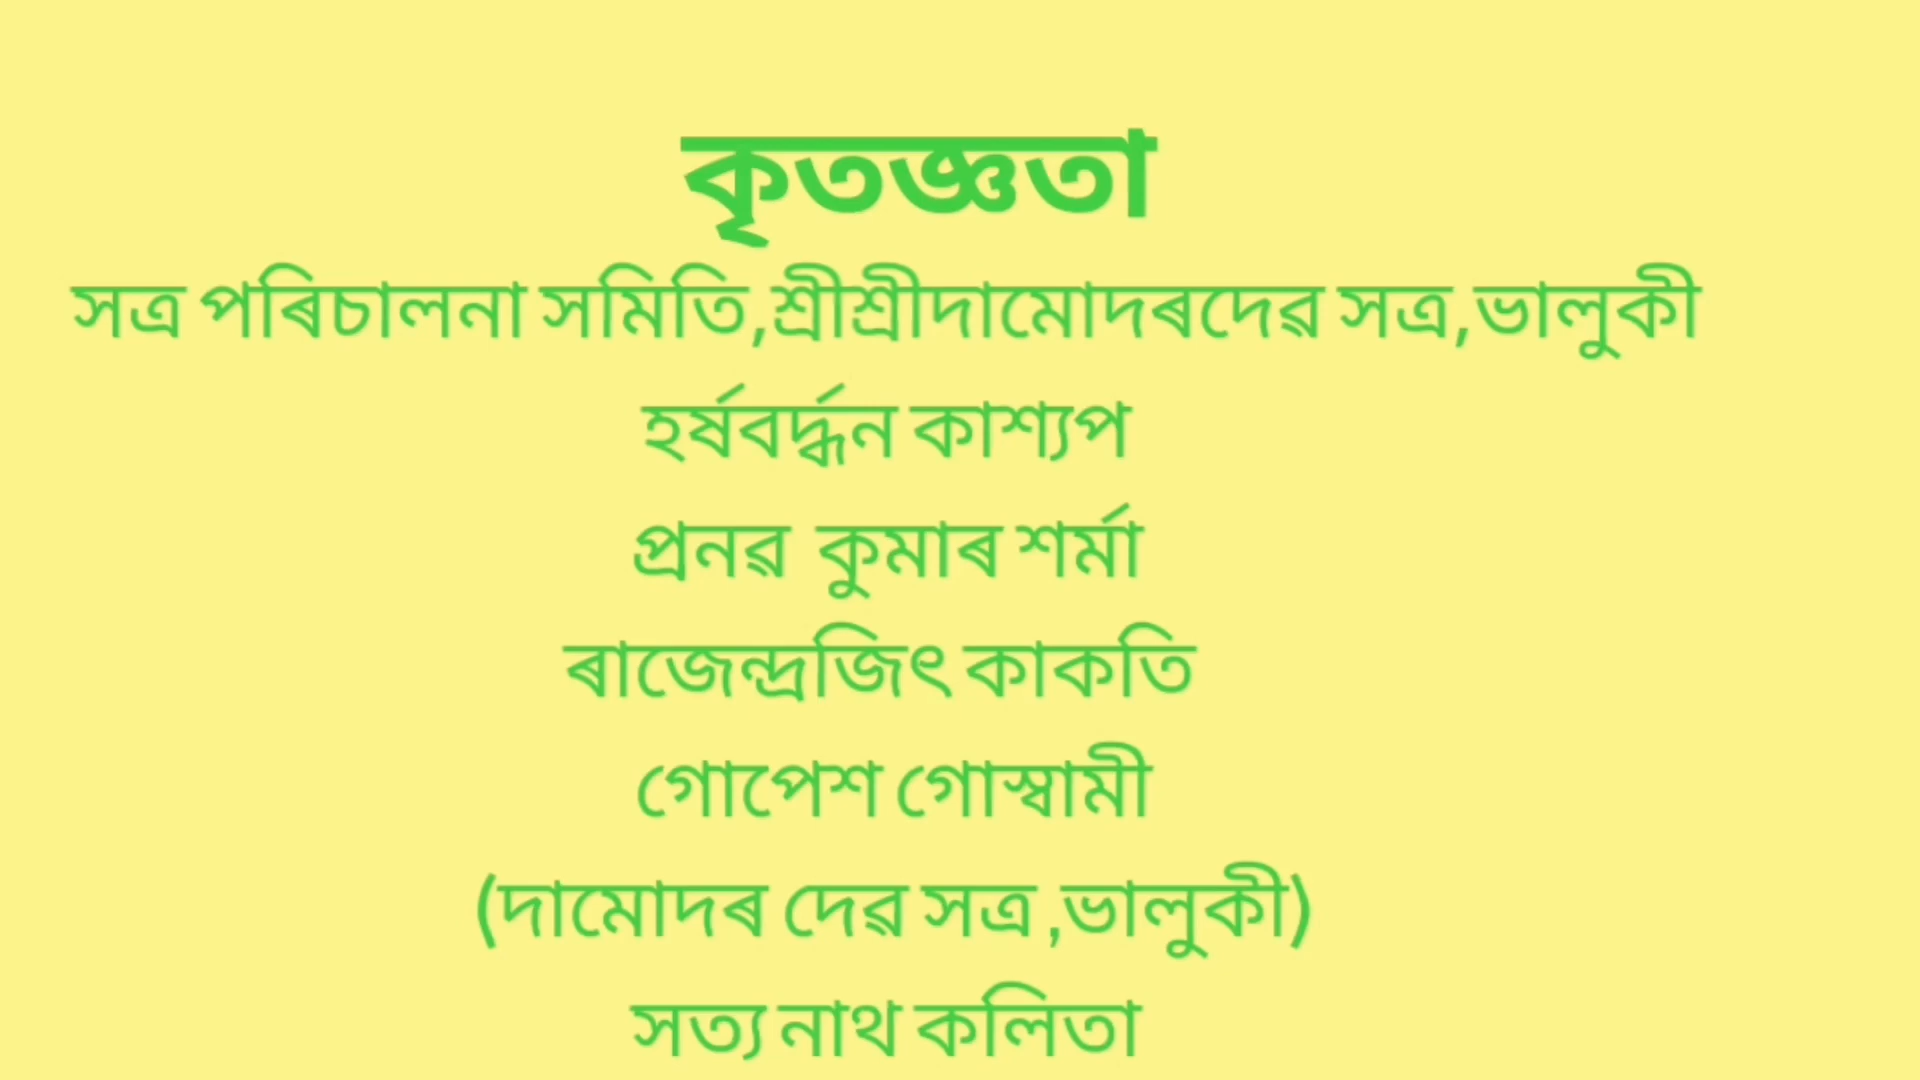 কৃতজ্ঞতা
সত্ৰ পৰিচালনা সমিতি,শ্ৰীশ্ৰীদামোদৰদেৱ সত্ৰ,ভালুকী
হৰ্ষবৰ্দ্ধন কাশ্যপ
প্ৰনৱ কুমাৰ শৰ্মা
ৰাজেন্দ্ৰজিৎ কাকতি
গোপেশ গোস্বামী
(দামোদৰ দেৱ সত্ৰ ,ভালুকী)
সত্য নাথ কলিতা